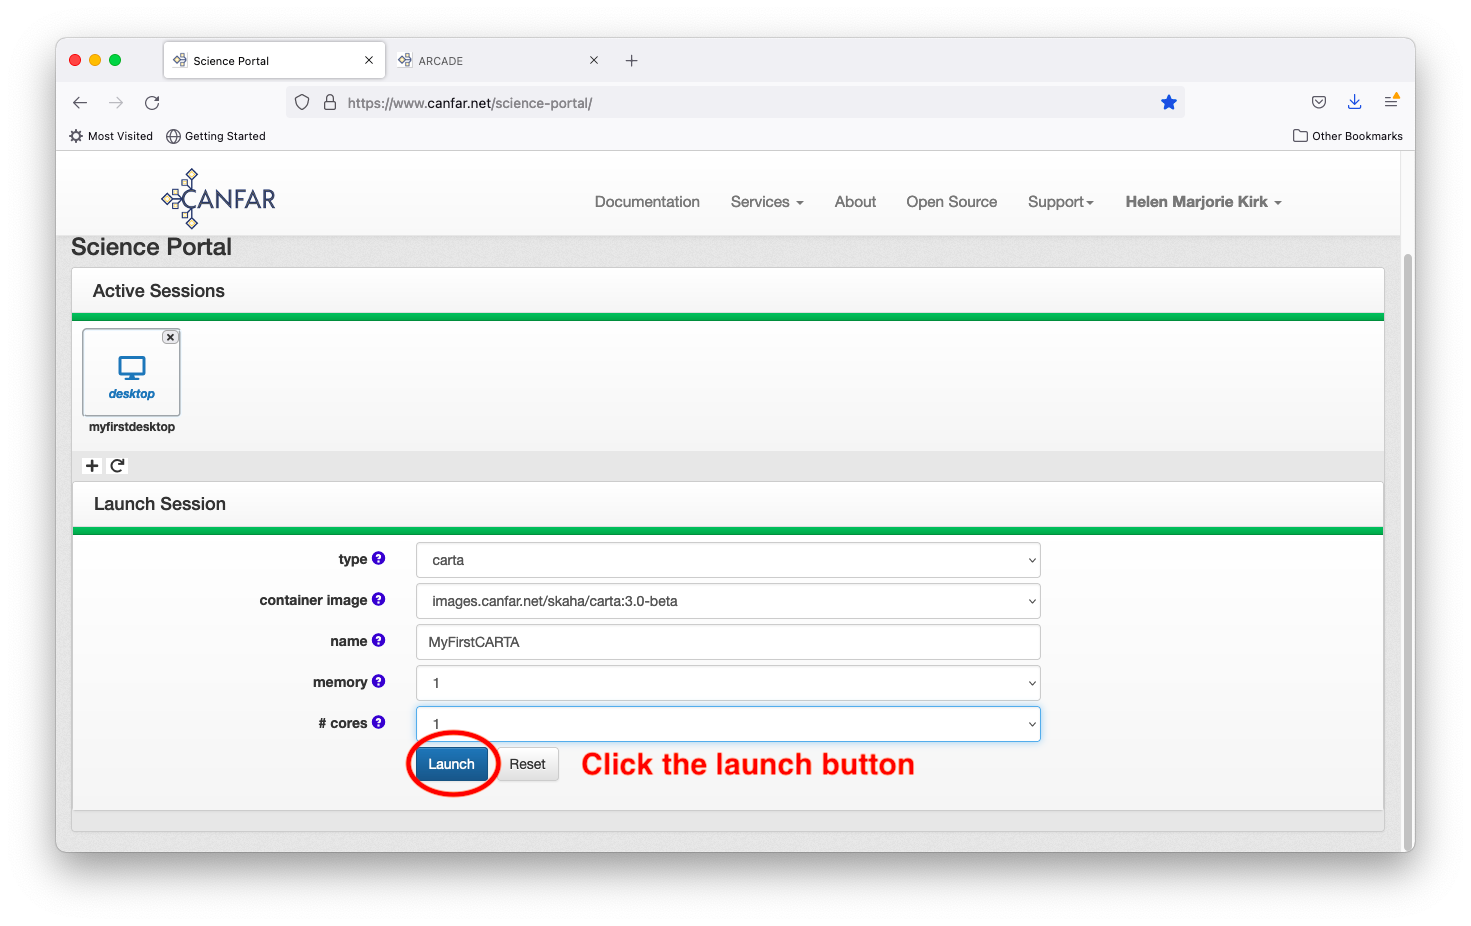 Science Portal
ARCADE
https://www.canfar.net/science-portal/
Most Visited
Getting Started
Other Bookmarks
CANFAR
Documentation
Services
About
Open Source
Support
Helen Marjorie Kirk
Science Portal
Active Sessions
desktop
myfirstdesktop
Launch Session
type ?
carta
container image ?
images.canfar.net/skaha/carta:3.0-beta
name ?
MyFirstCARTA
memory ?
1
# cores ?
1
Launch
Reset
Click the launch button